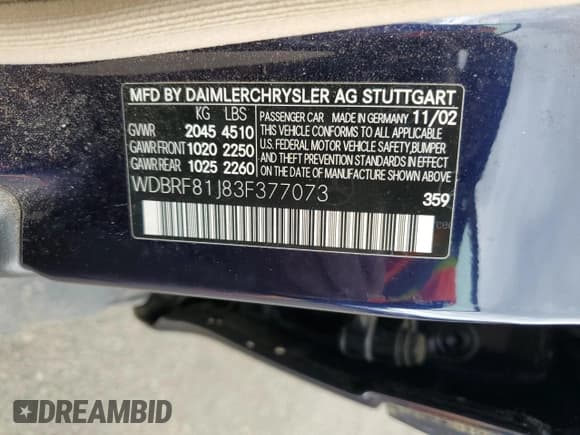 MFD BY DAIMLERCHRYSLER AG STUTTGART
KG LBS
GVWR 2045 4510
GAWR.FRONT 1020 2250
GAWR.REAR 1025 2260
PASSENGER CAR MADE IN GERMANY 11/02
THIS VEHICLE CONFORMS TO ALL APPLICABLE
U.S. FEDERAL MOTOR VEHICLE SAFETY,BUMPER
AND THEFT PREVENTION STANDARDS IN EFFECT
ON THE DATE OF MANUFACTURE SHOWN ABOVE.
WDBRF81J83F377073
359
DREAMBID